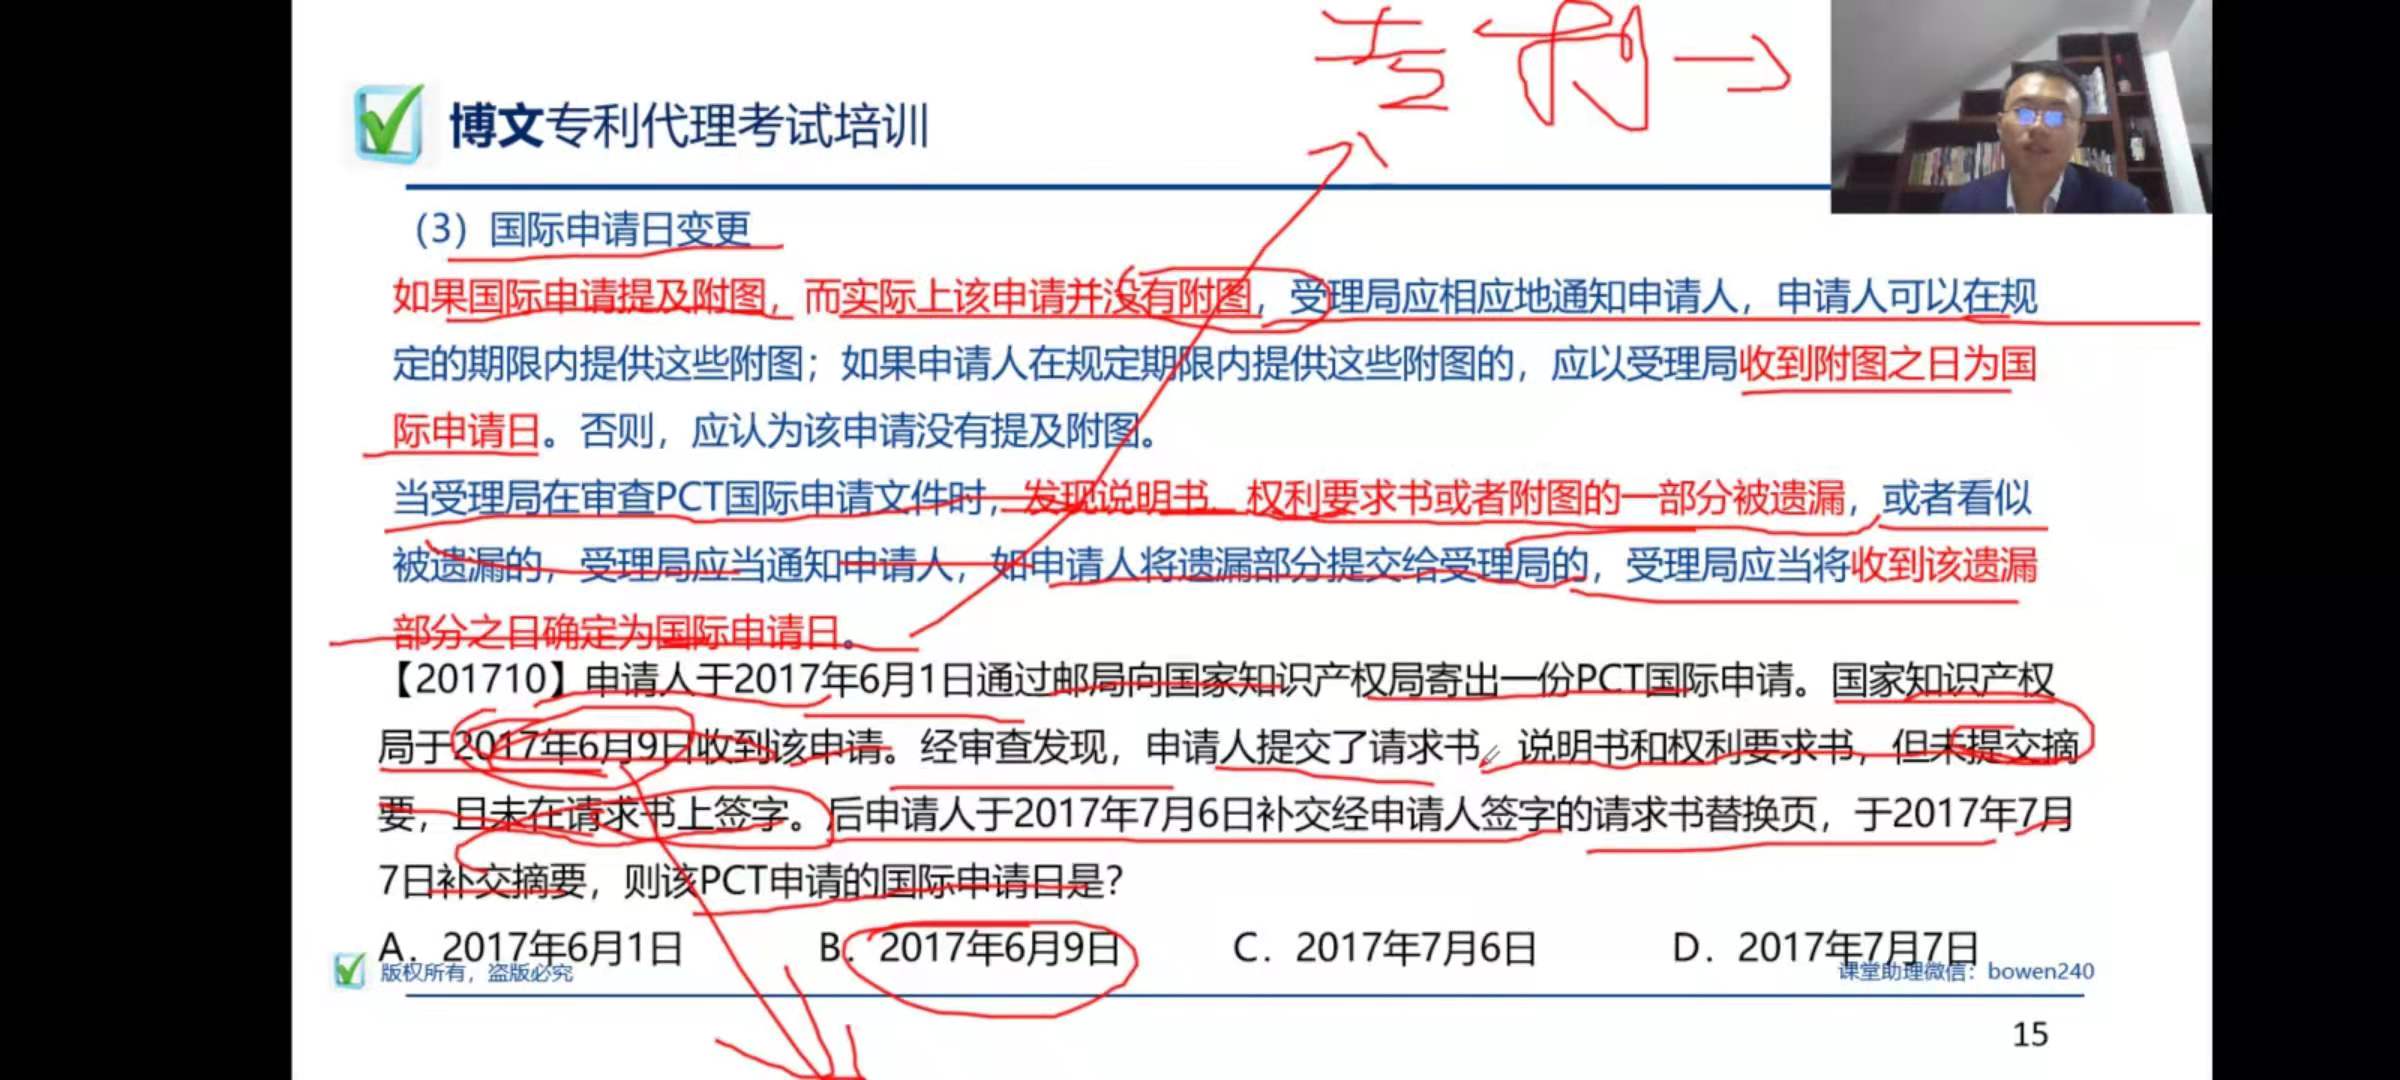 专利
博文专利代理考试培训
（3）国际申请日变更
如果国际申请提及附图，而实际上该申请并没有附图，受理局应相应地通知申请人，申请人可以在规
定的期限内提供这些附图；如果申请人在规定期限内提供这些附图的，应以受理局收到附图之日为国
际申请日。否则，应认为该申请没有提及附图。
当受理局在审查PCT国际申请文件时，发现说明书、权利要求书或者附图的一部分被遗漏，或者看似
被遗漏的，受理局应当通知申请人，如申请人将遗漏部分提交给受理局的，受理局应当将收到该遗漏
部分之日确定为国际申请日。
【201710】申请人于2017年6月1日通过邮局向国家知识产权局寄出一份PCT国际申请。国家知识产权
局于2017年6月9日收到该申请。经审查发现，申请人提交了请求书、说明书和权利要求书，但未提交摘
要，且未在请求书上签字。后申请人于2017年7月6日补交经申请人签字的请求书替换页，于2017年7月
7日补交摘要，则该PCT申请的国际申请日是？
A. 2017年6月1日 B. 2017年6月9日 C. 2017年7月6日 D. 2017年7月7日
版权所有，盗版必究 课堂助理微信：bowen240
15